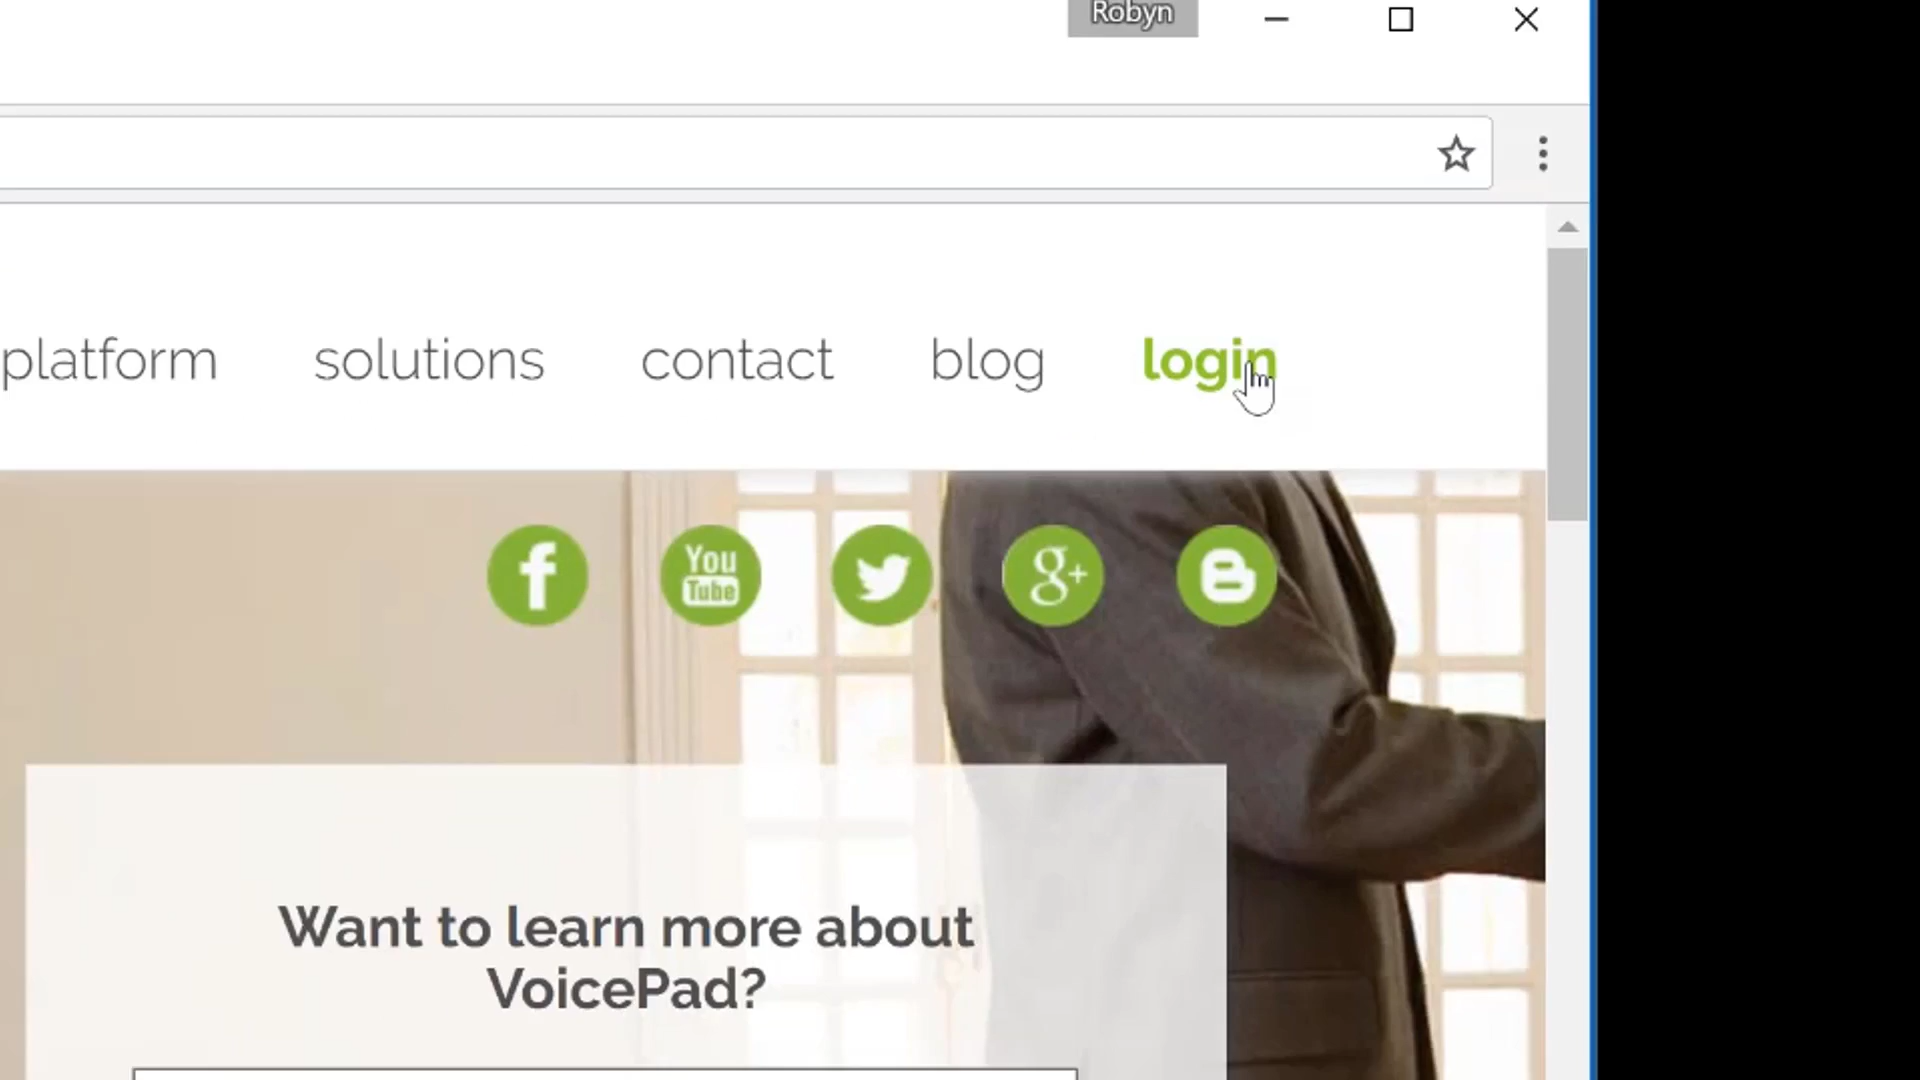 Robyn
platform solutions contact blog login
f You Tube g+ B
Want to learn more about
VoicePad?